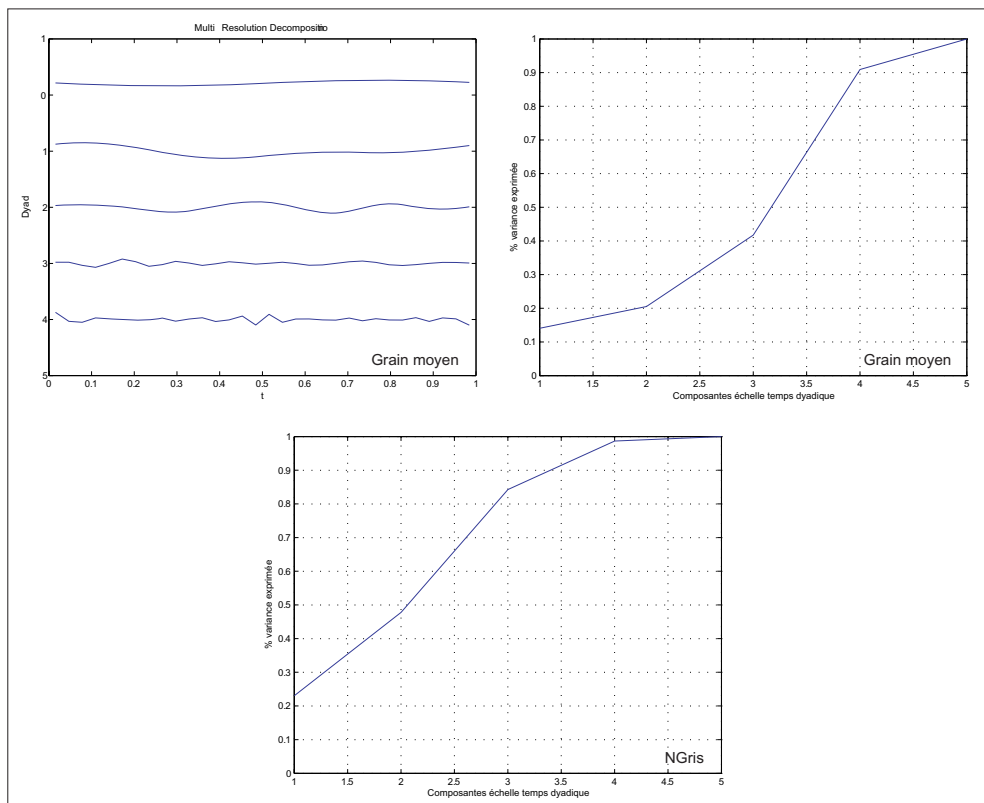 Multi Resolution Decompositio
1
0
1
2
3
4
5
Dyad
0 0.1 0.2 0.3 0.4 0.5 0.6 0.7 0.8 0.9 1
t
Grain moyen
1
0.9
0.8
0.7
0.6
0.5
0.4
0.3
0.2
0.1
0
% variance exprimée
1 1.5 2 2.5 3 3.5 4 4.5 5
Composantes échelle temps dyadique
Grain moyen
1
0.9
0.8
0.7
0.6
0.5
0.4
0.3
0.2
0.1
0
% variance exprimée
1 1.5 2 2.5 3 3.5 4 4.5 5
Composantes échelle temps dyadique
NGris